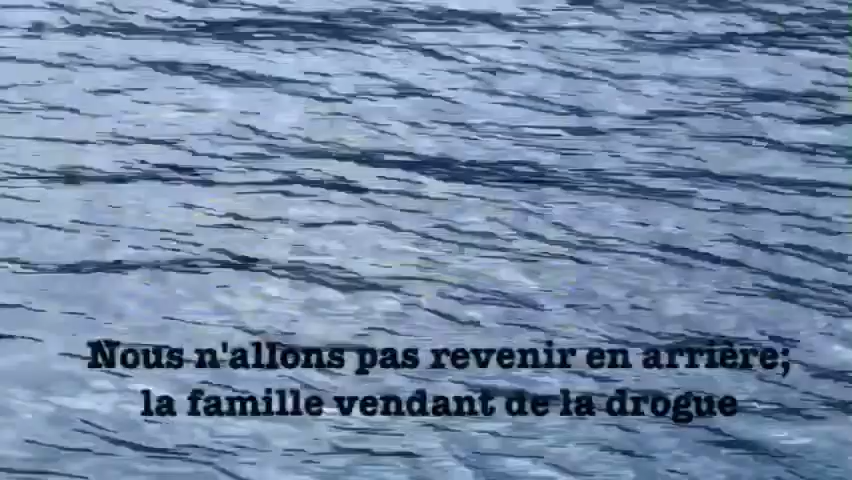 Nous n'allons pas revenir en arrière;
la famille vendant de la drogue